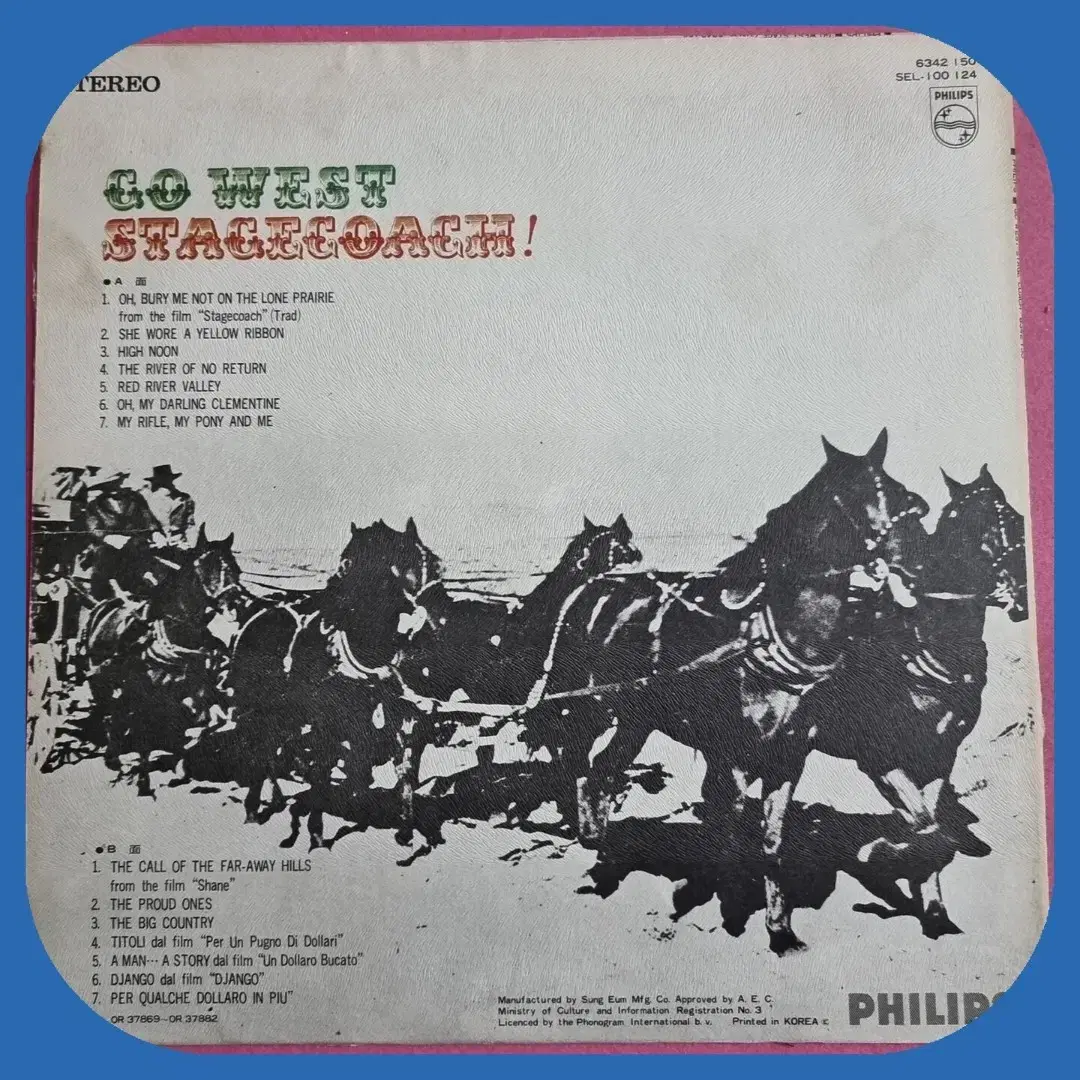 TEREO
6342 150
SEL-100 124
PHILIPS
GO WEST
STAGECOACH!
● A 面
1. OH, BURY ME NOT ON THE LONE PRAIRIE
from the film "Stagecoach" (Trad)
2. SHE WORE A YELLOW RIBBON
3. HIGH NOON
4. THE RIVER OF NO RETURN
5. RED RIVER VALLEY
6. OH, MY DARLING CLEMENTINE
7. MY RIFLE, MY PONY AND ME
● B 面
1. THE CALL OF THE FAR-AWAY HILLS
from the film "Shane"
2. THE PROUD ONES
3. THE BIG COUNTRY
4. TITOLI dal film "Per Un Pugno Di Dollari"
5. A MAN… A STORY dal film "Un Dollaro Bucato"
6. DJANGO dal film "DJANGO"
7. PER QUALCHE DOLLARO IN PIU"
OR 37869~OR 37882
Manufactured by Sung Eum Mfg. Co. Approved by A. E. C.
Ministry of Culture and Information Registration No. 3
Licenced by the Phonogram International b. v. Printed in KOREA
PHILIPS